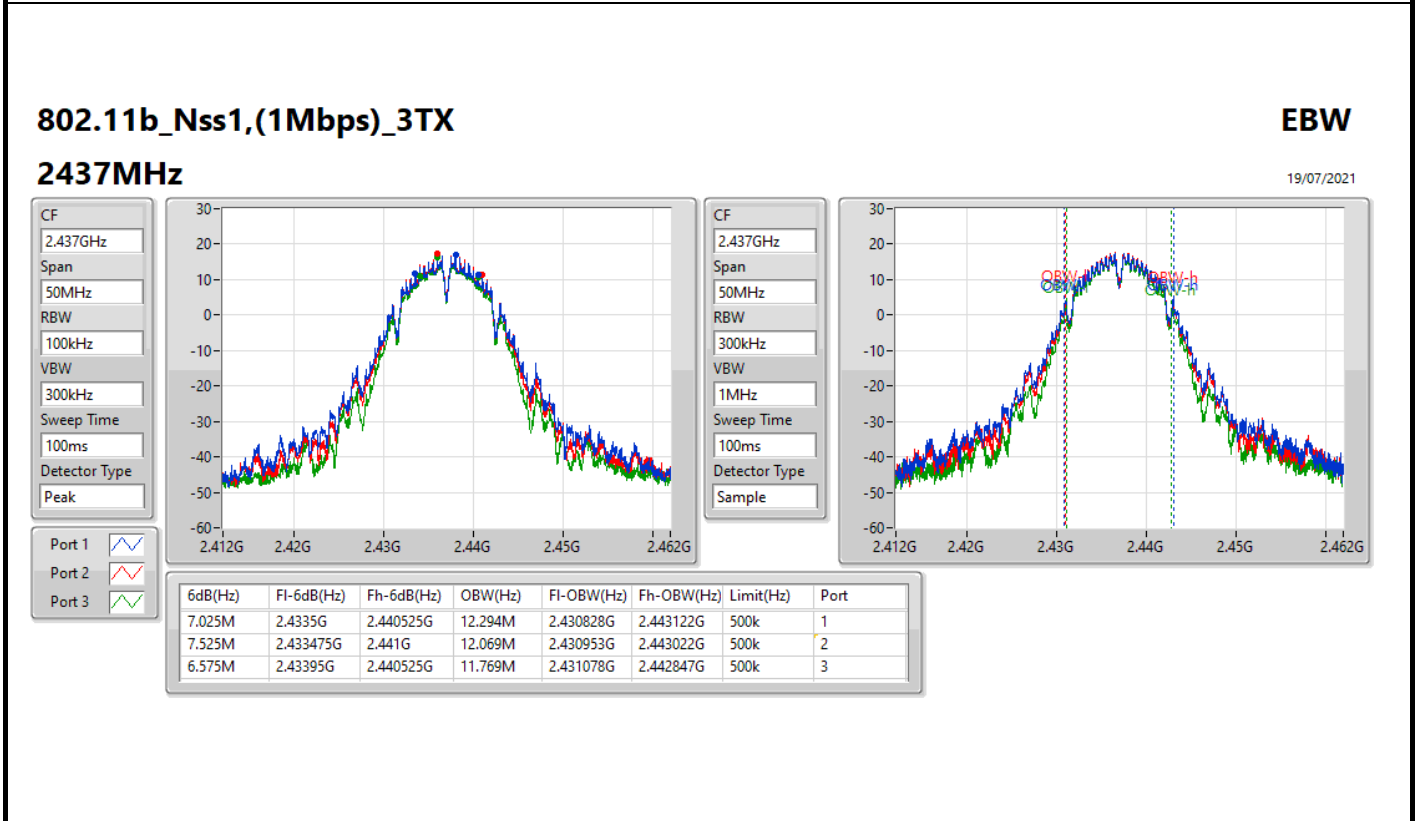 802.11b_Nss1,(1Mbps)_3TX
EBW
2437MHz
19/07/2021
CF
2.437GHz
Span
50MHz
RBW
100kHz
VBW
300kHz
Sweep Time
100ms
Detector Type
Peak
30
20
10
0
-10
-20
-30
-40
-50
-60
2.412G 2.42G 2.43G 2.44G 2.45G 2.462G
CF
2.437GHz
Span
50MHz
RBW
300kHz
VBW
1MHz
Sweep Time
100ms
Detector Type
Sample
30
20
10
0
-10
-20
-30
-40
-50
-60
OBW-h
2.412G 2.42G 2.43G 2.44G 2.45G 2.462G
Port 1
Port 2
Port 3
6dB(Hz) Fl-6dB(Hz) Fh-6dB(Hz) OBW(Hz) Fl-OBW(Hz) Fh-OBW(Hz) Limit(Hz) Port
7.025M 2.4335G 2.440525G 12.294M 2.430828G 2.443122G 500k 1
7.525M 2.433475G 2.441G 12.069M 2.430953G 2.443022G 500k 2
6.575M 2.43395G 2.440525G 11.769M 2.431078G 2.442847G 500k 3